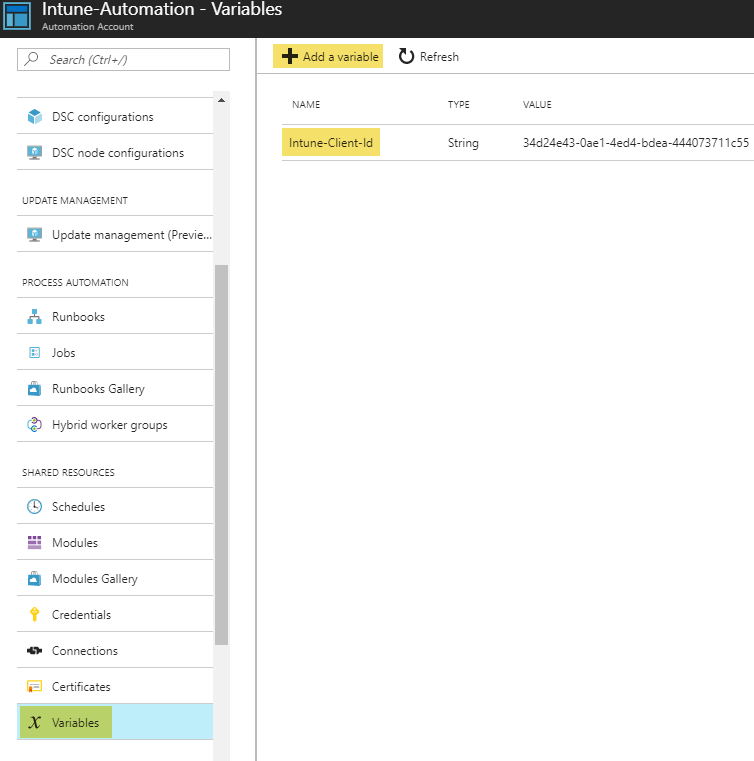 Intune-Automation - Variables
Automation Account
Search (Ctrl+/)
DSC configurations
DSC node configurations
UPDATE MANAGEMENT
Update management (Previe...
PROCESS AUTOMATION
Runbooks
Jobs
Runbooks Gallery
Hybrid worker groups
SHARED RESOURCES
Schedules
Modules
Modules Gallery
Credentials
Connections
Certificates
Variables
Add a variable Refresh
NAME TYPE VALUE
Intune-Client-Id String 34d24e43-0ae1-4ed4-bdea-444073711c55